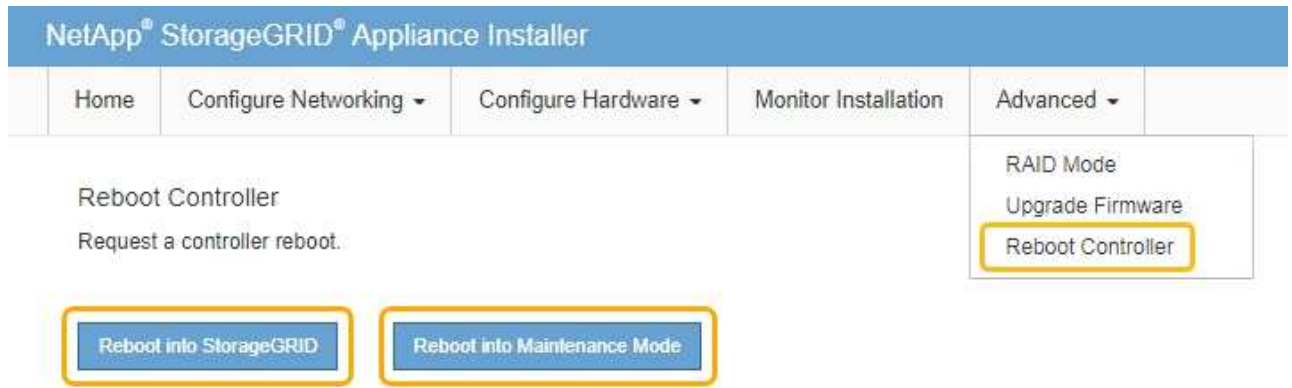 NetApp® StorageGRID® Appliance Installer
Home Configure Networking Configure Hardware Monitor Installation Advanced
RAID Mode
Upgrade Firmware
Reboot Controller
Reboot Controller
Request a controller reboot.
Reboot into StorageGRID Reboot into Maintenance Mode